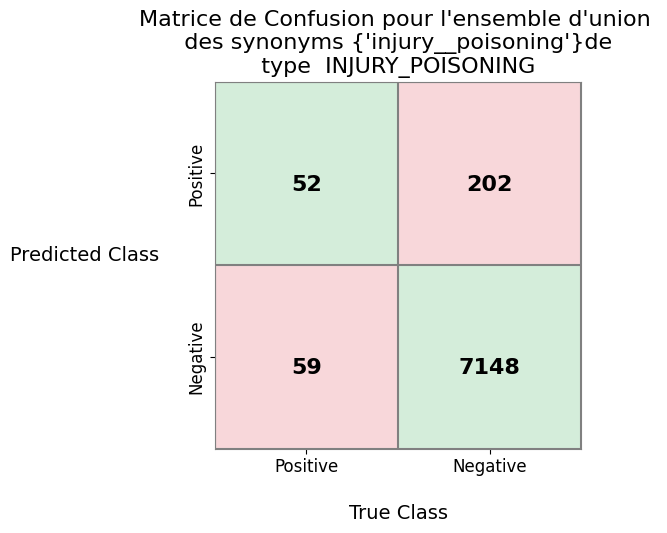 Matrice de Confusion pour l'ensemble d'union
des synonyms {'injury__poisoning'}de
type  INJURY_POISONING
Positive
52
202
Predicted Class
Negative
59
7148
Positive
Negative
True Class